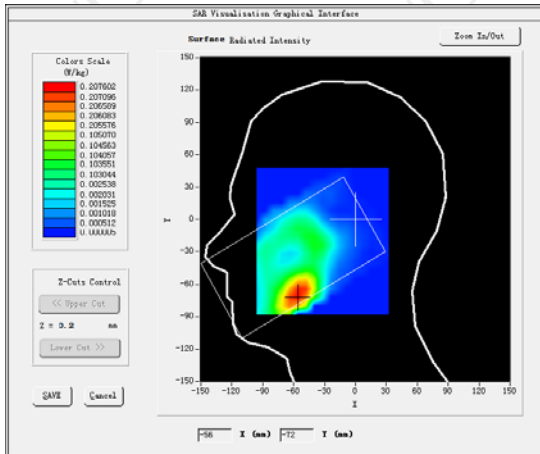 SAR Visualisation Graphical Interface
Surface Radiated Intensity
Zoom In/Out
Colors Scale
(W/kg)
0.207602
0.207096
0.206589
0.206083
0.205576
0.105070
0.104563
0.104057
0.103551
0.103044
0.002538
0.002031
0.001525
0.001018
0.000512
0.000005
150
120
90
60
30
0
-30
-60
-90
-120
-150
Y
-150 -120 -90 -60 -30 0 30 60 90 120 150
X
Z-Cuts Control
<< Upper Cut
Z = 3.2 mm
Lower Cut >>
SAVE Cancel
-56 X (mm) -72 Y (mm)